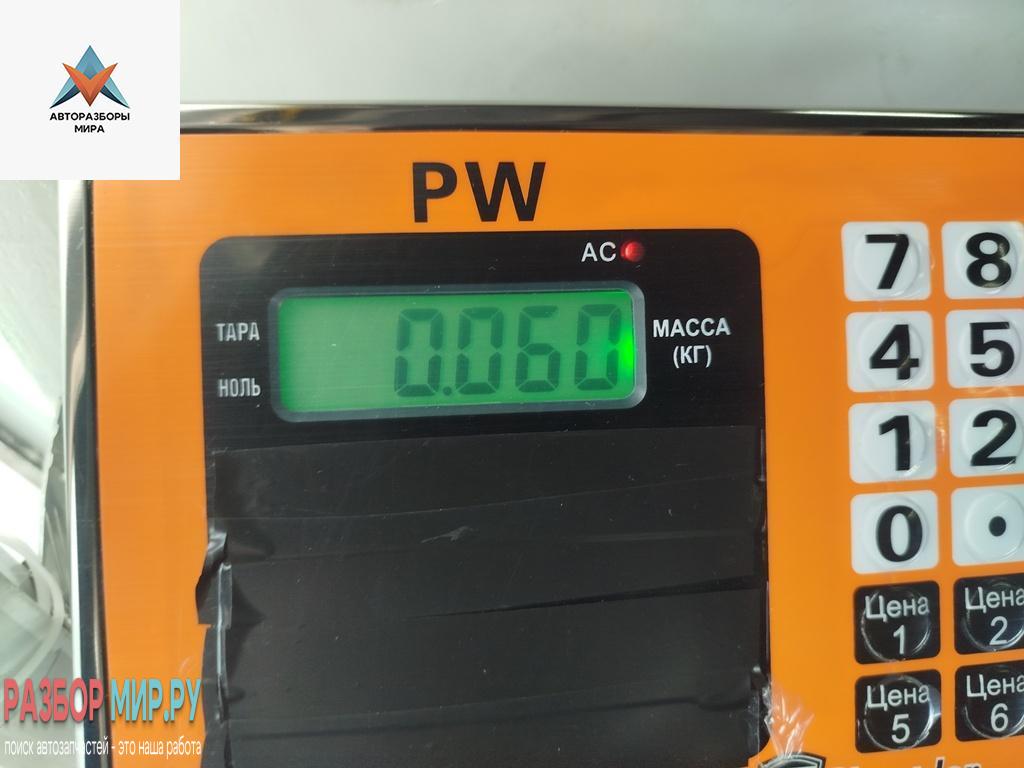 АВТОРАЗБОРЫ
МИРА
PW
AC
ТАРА
НОЛЬ
0.060
МАССА
(КГ)
7 8
4 5
1 2
0 •
Цена
1
Цена
2
Цена
5
Цена
6
РАЗБОР МИР.РУ
поиск автозапчастей - это наша работа